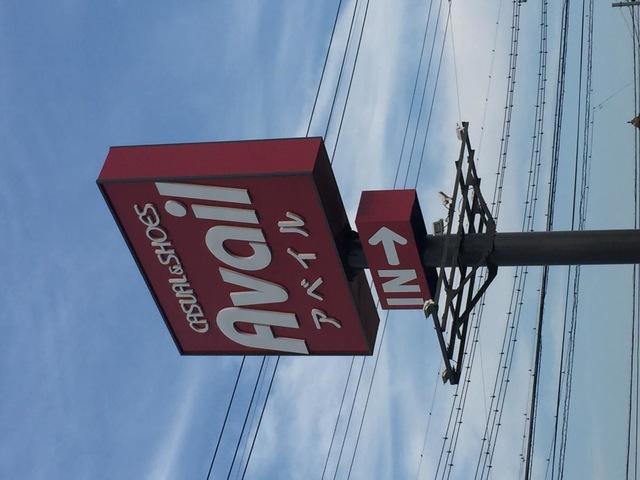 CASUAL&SHOES
Avail
アベイル
IN ↑